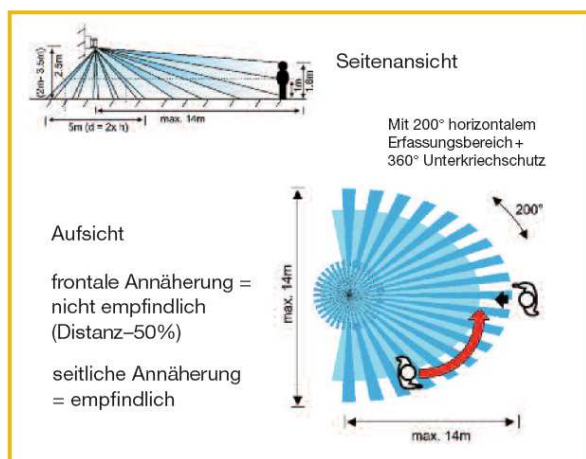 Seitenansicht
(2m- 3.5m)
2.5m
1m
1.8m
max. 14m
5m (d = 2x h)
Mit 200° horizontalem
Erfassungsbereich +
360° Unterkriechschutz
200°
Aufsicht
frontale Annäherung =
nicht empfindlich
(Distanz–50%)
seitliche Annäherung
= empfindlich
max. 14m
max. 14m